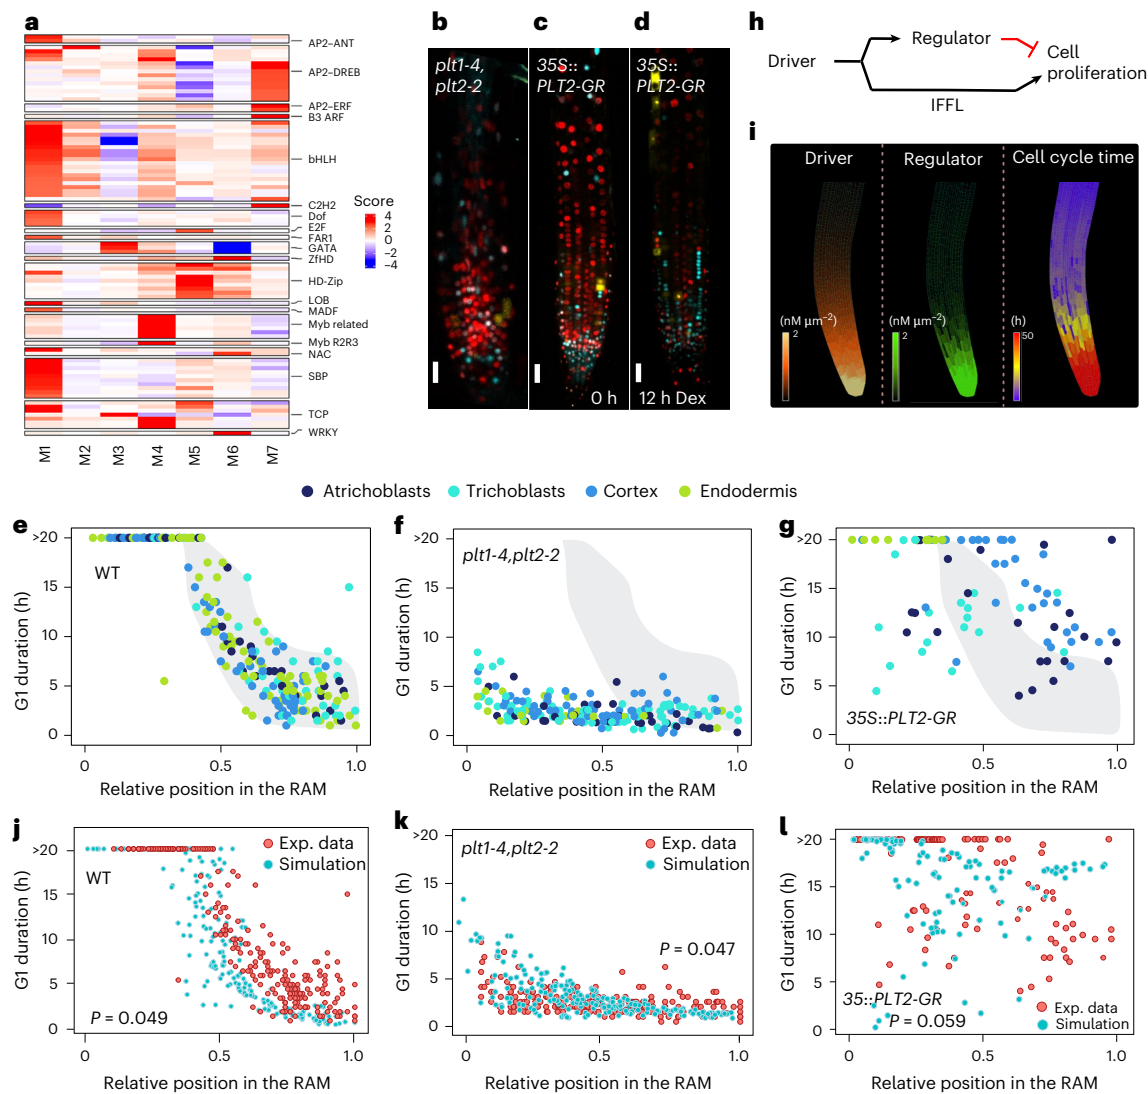 a
AP2–ANT
AP2–DREB
AP2–ERF
B3 ARF
bHLH
C2H2
Dof
E2F
FAR1
GATA
ZfHD
HD-Zip
LOB
MADF
Myb related
Myb R2R3
NAC
SBP
TCP
WRKY
M1 M2 M3 M4 M5 M6 M7
Score
4
2
0
−2
−4
b
plt1-4,
plt2-2
c
35S::
PLT2-GR
0 h
d
35S::
PLT2-GR
12 h Dex
h
Driver
Regulator
Cell
proliferation
IFFL
i
Driver
Regulator
Cell cycle time
(nM µm−2)
2
(nM µm−2)
2
(h)
50
Atrichoblasts Trichoblasts Cortex Endodermis
e
WT
G1 duration (h)
>20
15
10
5
0
0 0.5 1.0
Relative position in the RAM
f
plt1-4,plt2-2
G1 duration (h)
>20
15
10
5
0
0 0.5 1.0
Relative position in the RAM
g
35S::PLT2-GR
G1 duration (h)
>20
15
10
5
0
0 0.5 1.0
Relative position in the RAM
j
Exp. data
Simulation
WT
P = 0.049
G1 duration (h)
>20
15
10
5
0
0 0.5 1.0
Relative position in the RAM
k
plt1-4,plt2-2
Exp. data
Simulation
P = 0.047
G1 duration (h)
>20
15
10
5
0
0 0.5 1.0
Relative position in the RAM
l
35::PLT2-GR
P = 0.059
Exp. data
Simulation
G1 duration (h)
>20
15
10
5
0
0 0.5 1.0
Relative position in the RAM